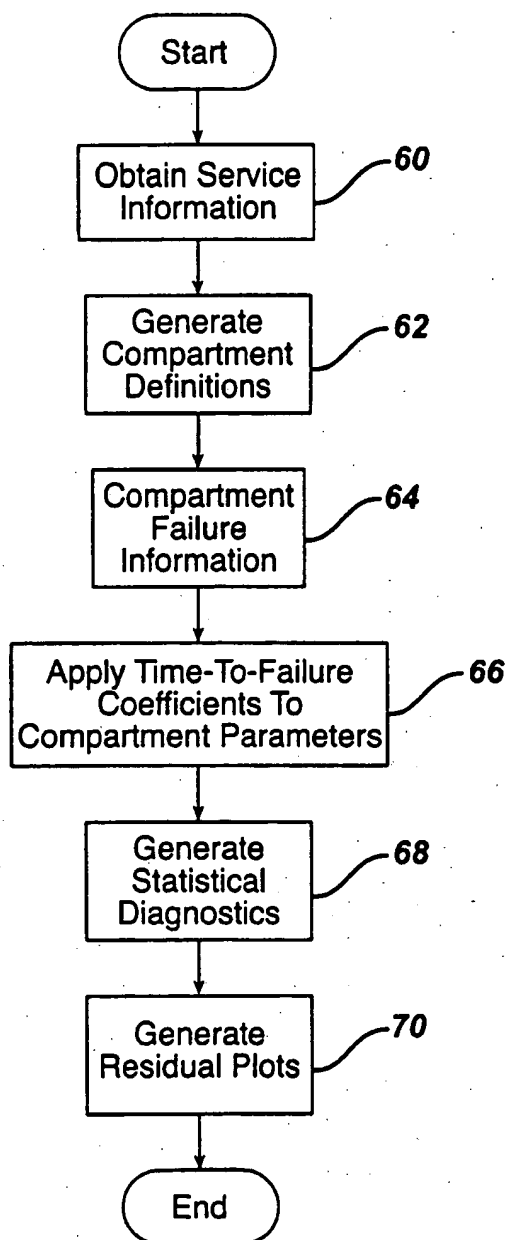 Start
Obtain Service
Information
60
Generate
Compartment
Definitions
62
Compartment
Failure
Information
64
Apply Time-To-Failure
Coefficients To
Compartment Parameters
66
Generate
Statistical
Diagnostics
68
Generate
Residual Plots
70
End